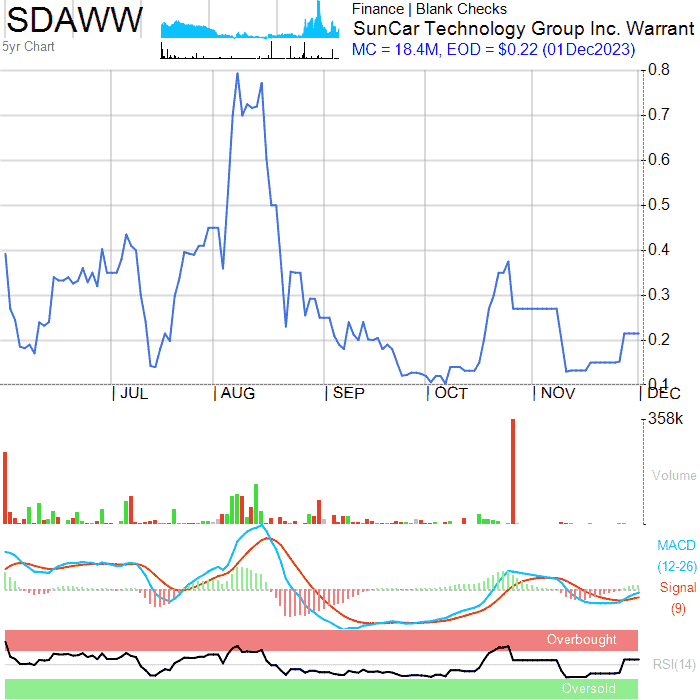 SDAWW
5yr Chart
Finance | Blank Checks
SunCar Technology Group Inc. Warrant
MC = 18.4M, EOD = $0.22 (01Dec2023)
0.8
0.7
0.6
0.5
0.4
0.3
0.2
0.1
JUL
AUG
SEP
OCT
NOV
DEC
358k
Volume
MACD
(12-26)
Signal
(9)
Overbought
RSI(14)
Oversold